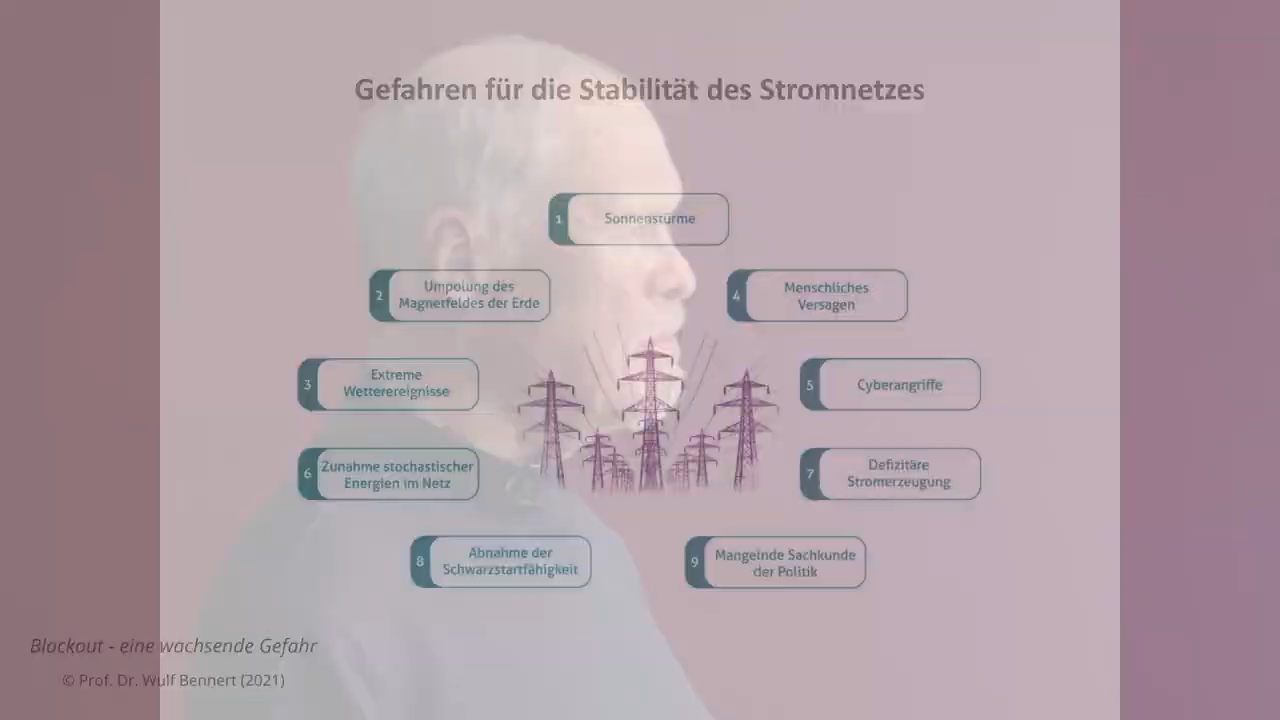 Gefahren für die Stabilität des Stromnetzes
1
Sonnenstürme
2
Umpolung des
Magnetfeldes der Erde
4
Menschliches
Versagen
3
Extreme
Wetterereignisse
5
Cyberangriffe
6
Zunahme stochastischer
Energien im Netz
7
Defizitäre
Stromerzeugung
8
Abnahme der
Schwarzstartfähigkeit
9
Mangelnde Sachkunde
der Politik
Blackout - eine wachsende Gefahr
© Prof. Dr. Wulf Bennert (2021)